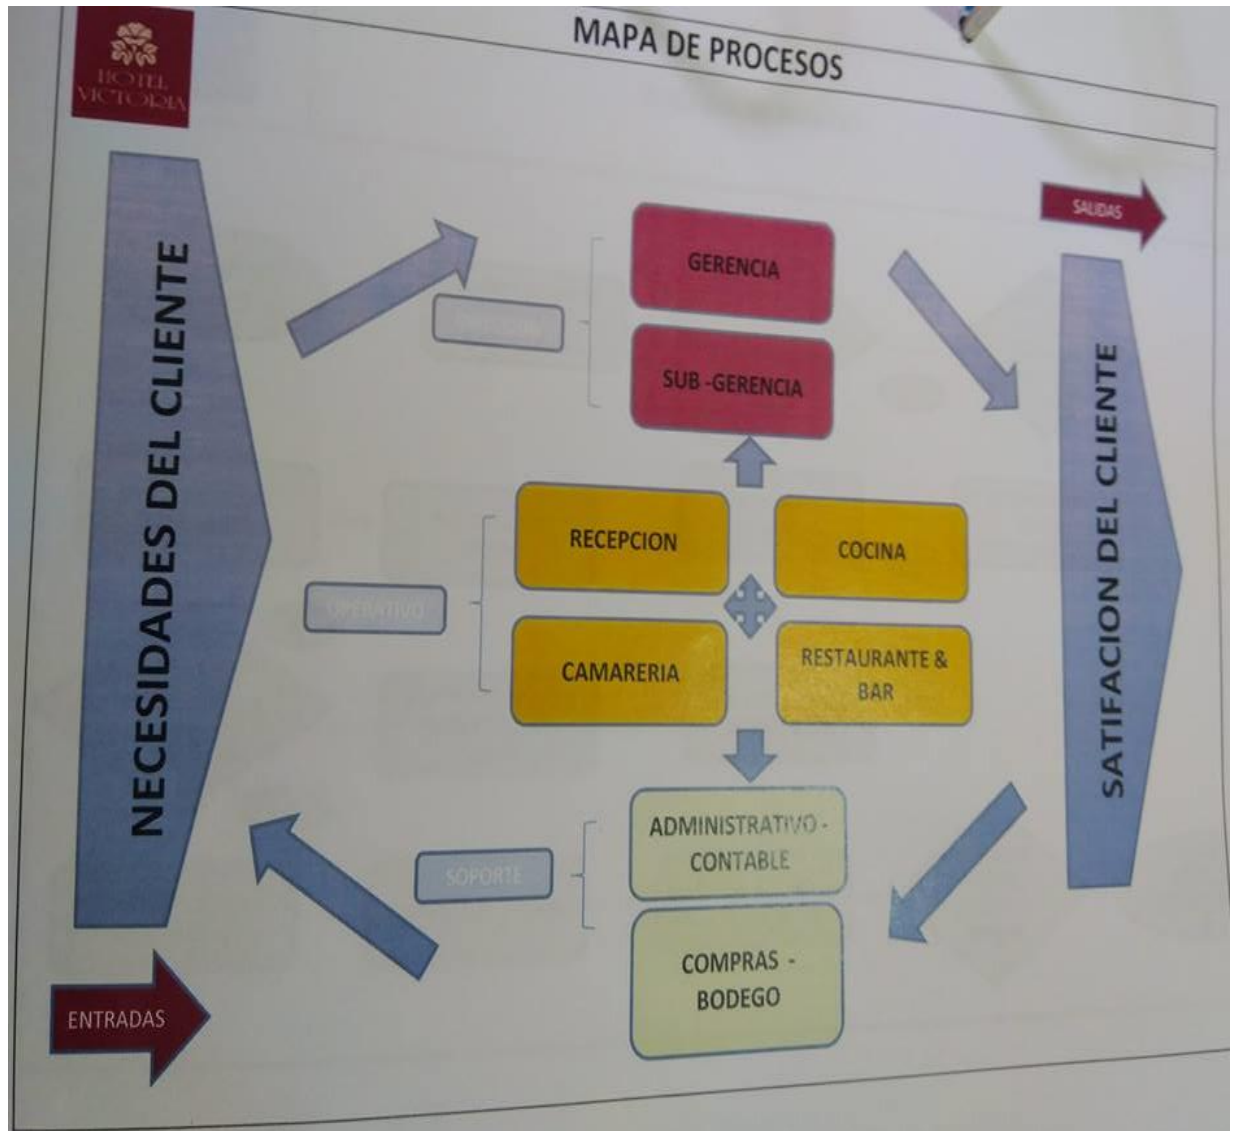 HOTEL
VICTORIA
MAPA DE PROCESOS
SALIDAS
NECESIDADES DEL CLIENTE
GERENCIA
SUB -GERENCIA
RECEPCION
COCINA
OPERATIVO
CAMARERIA
RESTAURANTE &
BAR
SATIFACION DEL CLIENTE
ADMINISTRATIVO -
CONTABLE
SOPORTE
COMPRAS -
BODEGO
ENTRADAS